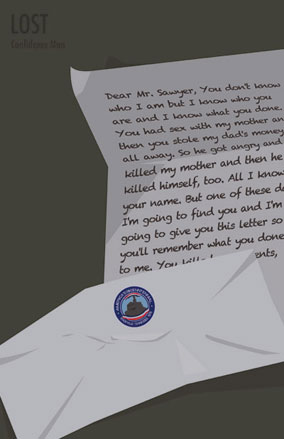 LOST
Confidence Man
Dear Mr. Sawyer, You don't know
who I am but I know who you
are and I know what you done.
You had sex with my mother and
then you stole my dad's money
all away. So he got angry and
killed my mother and then he
killed himself, too. All I know
your name. But one of these da
I'm going to find you and I'm
going to give you this letter so
you'll remember what you done
to me. You